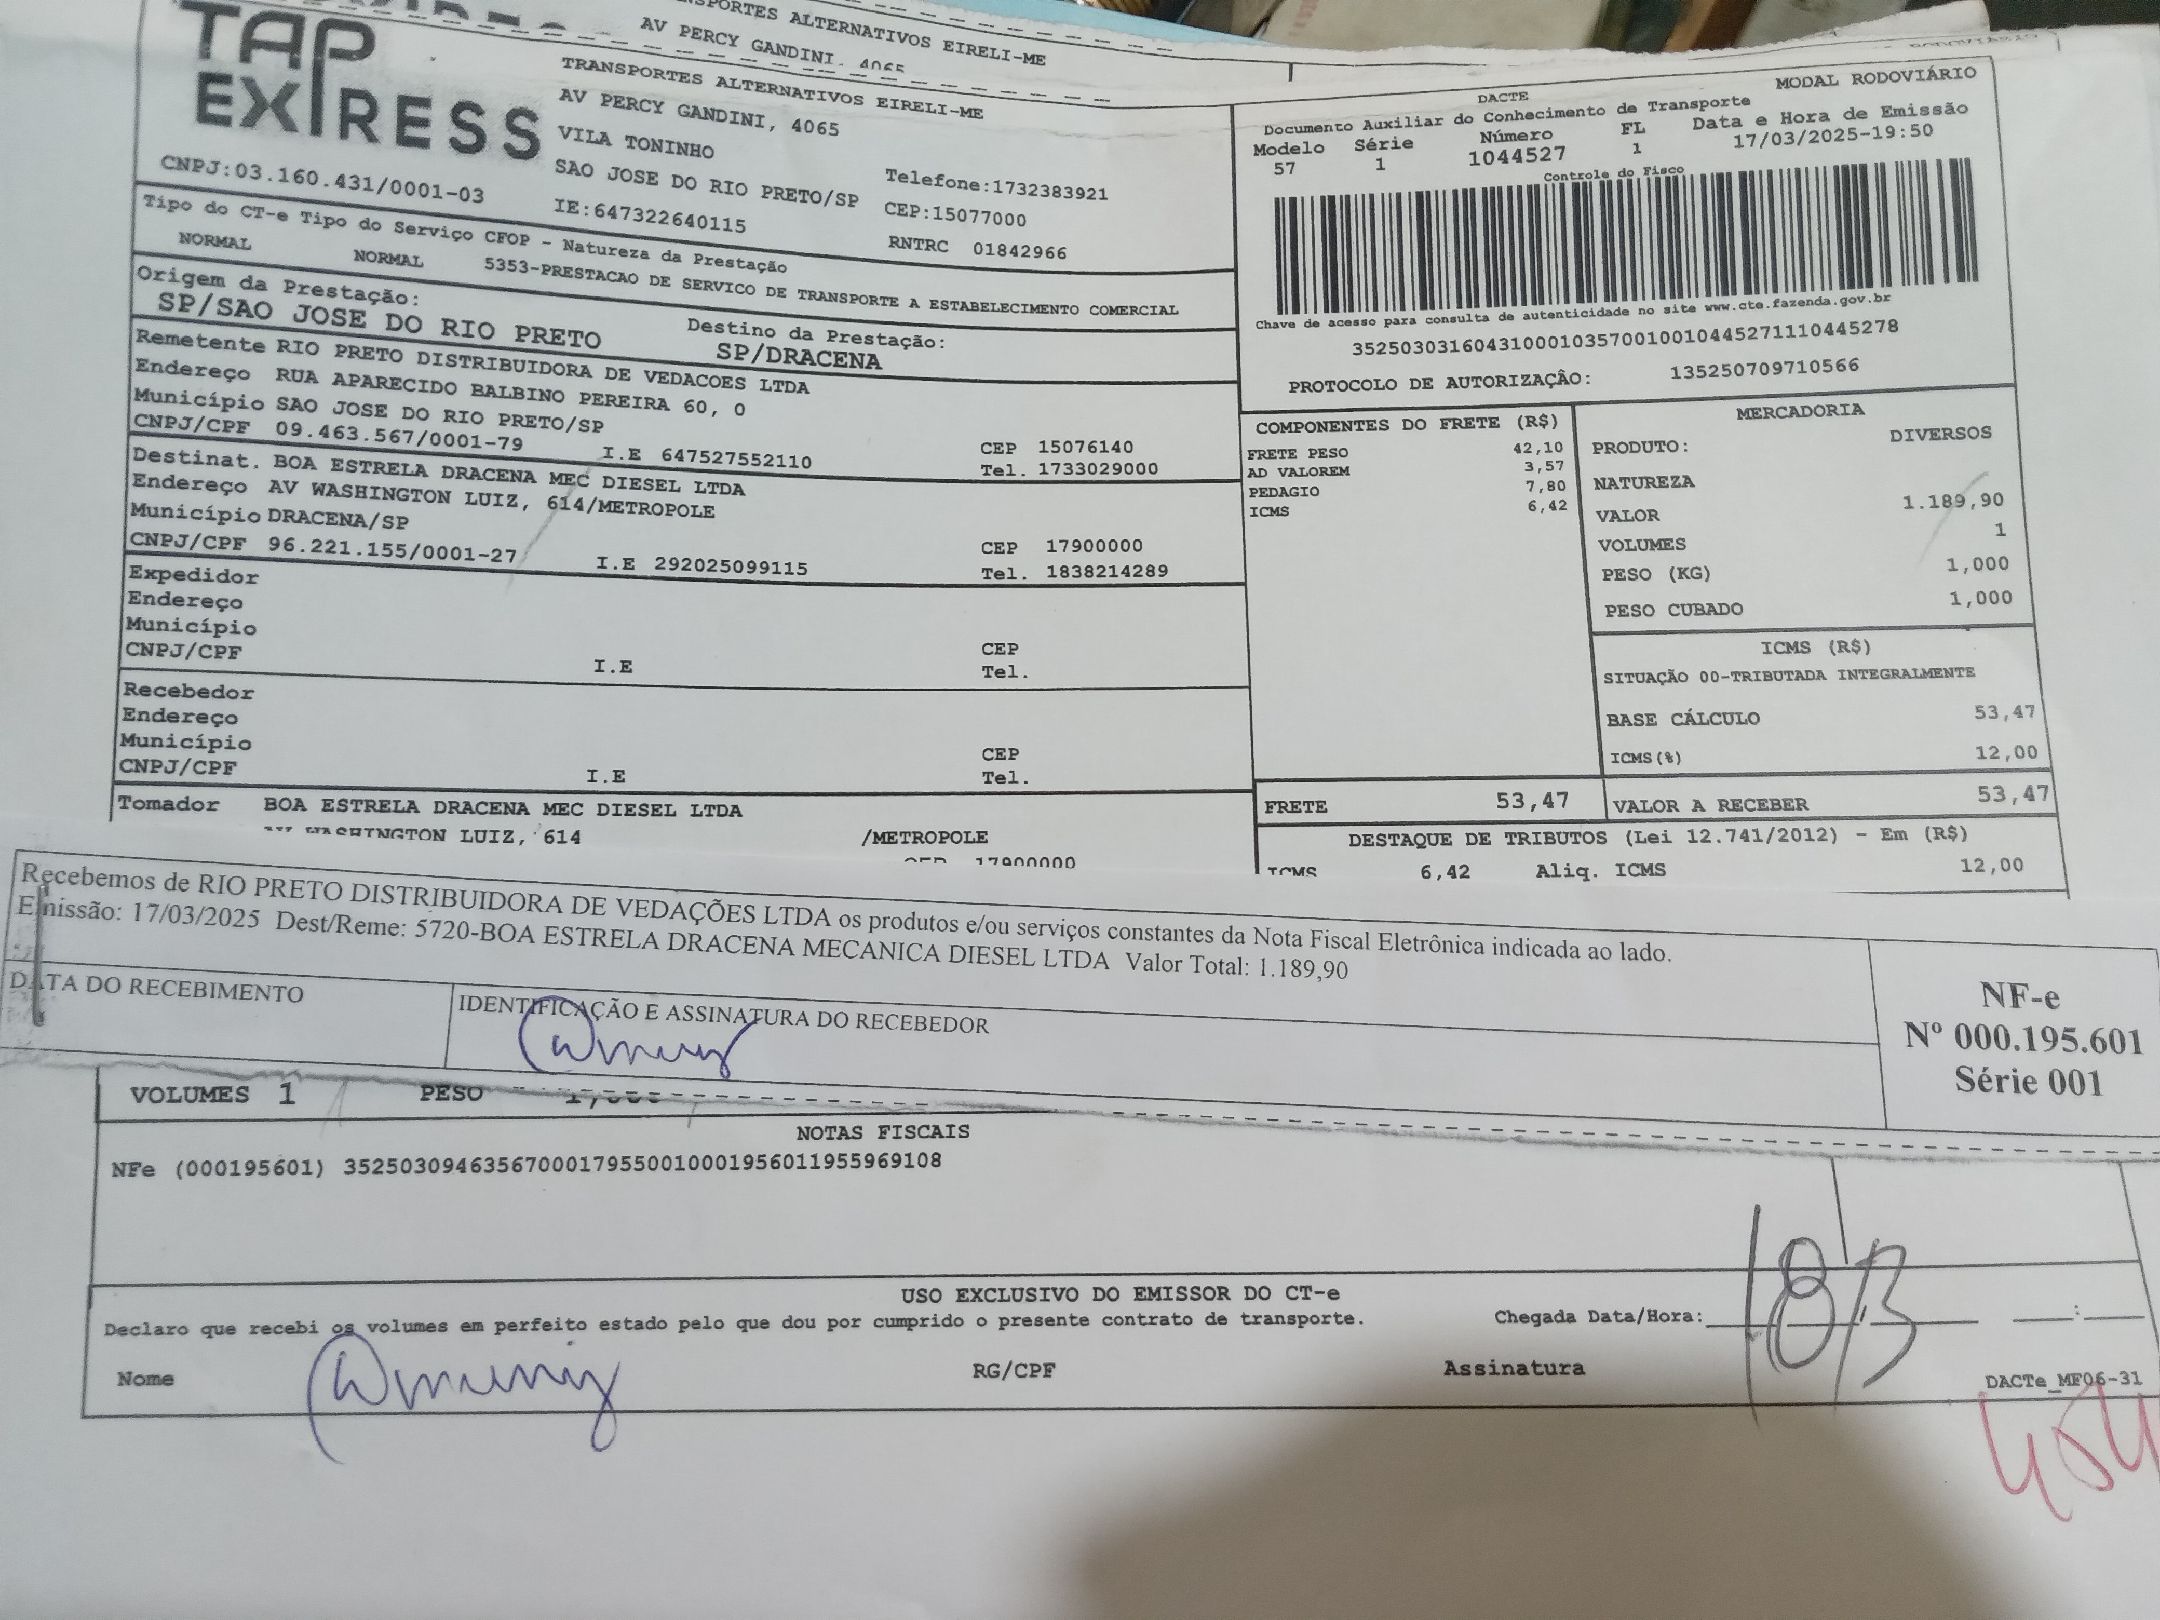 SPORTES ALTERNATIVOS EIRELI-ME
AV PERCY GANDINI, 4065
TAP
EXPRESS
CNPJ:03.160.431/0001-03
TRANSPORTES ALTERNATIVOS EIRELI-ME
AV PERCY GANDINI, 4065
VILA TONINHO
SAO JOSE DO RIO PRETO/SP
IE:647322640115
Telefone:1732383921
CEP:15077000
RNTRC 01842966
DACTE
MODAL RODOVIÁRIO
Documento Auxiliar do Conhecimento de Transporte
Modelo Série Número FL Data e Hora de Emissão
57 1 1044527 1 17/03/2025-19:50
Controle do Fisco
Chave de acesso para consulta de autenticidade no site www.cte.fazenda.gov.br
35250303160431000103570010010445271110445278
PROTOCOLO DE AUTORIZAÇÂO: 135250709710566
Tipo do CT-e Tipo do Serviço CFOP - Natureza da Prestação
NORMAL NORMAL 5353-PRESTACAO DE SERVICO DE TRANSPORTE A ESTABELECIMENTO COMERCIAL
Origem da Prestação: Destino da Prestação:
SP/SAO JOSE DO RIO PRETO SP/DRACENA
Remetente RIO PRETO DISTRIBUIDORA DE VEDACOES LTDA
Endereço RUA APARECIDO BALBINO PEREIRA 60, 0
Município SAO JOSE DO RIO PRETO/SP CEP 15076140
CNPJ/CPF 09.463.567/0001-79 I.E 647527552110 Tel. 1733029000
Destinat. BOA ESTRELA DRACENA MEC DIESEL LTDA
Endereço AV WASHINGTON LUIZ, 614/METROPOLE
Município DRACENA/SP CEP 17900000
CNPJ/CPF 96.221.155/0001-27 I.E 292025099115 Tel. 1838214289
Expedidor
Endereço
Município CEP
CNPJ/CPF I.E Tel.
Recebedor
Endereço
Município CEP
CNPJ/CPF I.E Tel.
Tomador BOA ESTRELA DRACENA MEC DIESEL LTDA
AV WASHINGTON LUIZ, 614 /METROPOLE
CEP 17900000
COMPONENTES DO FRETE (R$)
FRETE PESO 42,10
AD VALOREM 3,57
PEDAGIO 7,80
ICMS 6,42
MERCADORIA
PRODUTO: DIVERSOS
NATUREZA
VALOR 1.189,90
VOLUMES 1
PESO (KG) 1,000
PESO CUBADO 1,000
ICMS (R$)
SITUAÇÃO 00-TRIBUTADA INTEGRALMENTE
BASE CÁLCULO 53,47
ICMS(%) 12,00
FRETE 53,47 VALOR A RECEBER 53,47
DESTAQUE DE TRIBUTOS (Lei 12.741/2012) - Em (R$)
ICMS 6,42 Aliq. ICMS 12,00
Recebemos de RIO PRETO DISTRIBUIDORA DE VEDAÇÕES LTDA os produtos e/ou serviços constantes da Nota Fiscal Eletrônica indicada ao lado.
Emissão: 17/03/2025 Dest/Reme: 5720-BOA ESTRELA DRACENA MECANICA DIESEL LTDA Valor Total: 1.189,90
DATA DO RECEBIMENTO
IDENTIFICAÇÃO E ASSINATURA DO RECEBEDOR
NF-e
Nº 000.195.601
Série 001
VOLUMES 1 PESO
NOTAS FISCAIS
NFe (000195601) 35250309463567000179550010001956011955969108
USO EXCLUSIVO DO EMISSOR DO CT-e
Declaro que recebi os volumes em perfeito estado pelo que dou por cumprido o presente contrato de transporte. Chegada Data/Hora: 18/3 :
Nome RG/CPF Assinatura
DACTe_MF06-31